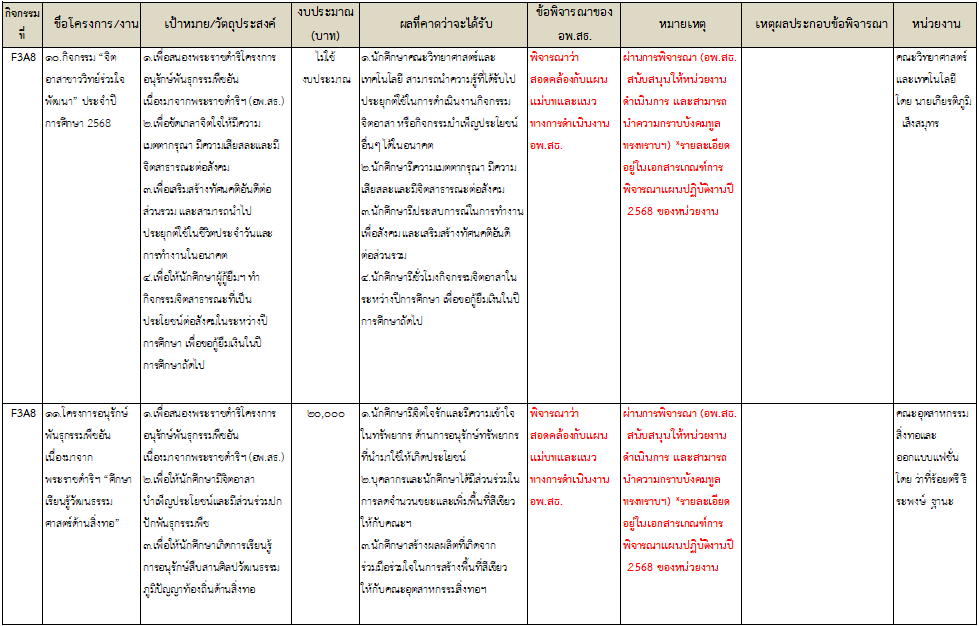 กิจกรรมที่
ชื่อโครงการ/งาน
เป้าหมาย/วัตถุประสงค์
งบประมาณ
(บาท)
ผลที่คาดว่าจะได้รับ
ข้อพิจารณาของ
อพ.สธ.
หมายเหตุ
เหตุผลประกอบข้อพิจารณา
หน่วยงาน
F3A8
๑๐.กิจกรรม "จิต
อาสาชาววิทย์ร่วมใจ
พัฒนา" ประจำปี
การศึกษา 2568
๑.เพื่อสนองพระราชดำริโครงการ
อนุรักษ์พันธุกรรมพืชอัน
เนื่องมาจากพระราชดำริฯ (อพ.สธ.)
๒.เพื่อขัดเกลาจิตใจให้มีความ
เมตตากรุณา มีความเสียสละและมี
จิตสาธารณะต่อสังคม
๓.เพื่อเสริมสร้างทัศนคติอันดีต่อ
ส่วนรวม และสามารถนำไป
ประยุกต์ใช้ในชีวิตประจำวันและ
การทำงานในอนาคต
๔.เพื่อให้นักศึกษาผู้กู้ยืมฯ ทำ
กิจกรรมจิตสาธารณะที่เป็น
ประโยชน์ต่อสังคมในระหว่างปี
การศึกษา เพื่อขอกู้ยืมเงินในปี
การศึกษาถัดไป
ไม่ใช้
งบประมาณ
๑.นักศึกษาคณะวิทยาศาสตร์และ
เทคโนโลยี สามารถนำความรู้ที่ได้รับไป
ประยุกต์ใช้ในการดำเนินงานกิจกรรม
จิตอาสา หรือกิจกรรมบำเพ็ญประโยชน์
อื่นๆ ได้ในอนาคต
๒.นักศึกษามีความเมตตากรุณา มีความ
เสียสละและมีจิตสาธารณะต่อสังคม
๓.นักศึกษามีประสบการณ์ในการทำงาน
เพื่อสังคม และเสริมสร้างทัศนคติอันดี
ต่อส่วนรวม
๔.นักศึกษามีชั่วโมงกิจกรรมจิตอาสาใน
ระหว่างปีการศึกษา เพื่อขอกู้ยืมเงินในปี
การศึกษาถัดไป
พิจารณาว่า
สอดคล้องกับแผน
แม่บทและแนว
ทางการดำเนินงาน
อพ.สธ.
ผ่านการพิจารณา (อพ.สธ.
สนับสนุนให้หน่วยงาน
ดำเนินการ และสามารถ
นำความกราบบังคมทูล
ทรงทราบฯ) *รายละเอียด
อยู่ในเอกสารเกณฑ์การ
พิจารณาแผนปฏิบัติงานปี
2568 ของหน่วยงาน
คณะวิทยาศาสตร์
และเทคโนโลยี
โดย นายเกียรติภูมิ
เส็งสมุทร
F3A8
๑๑.โครงการอนุรักษ์
พันธุกรรมพืชอัน
เนื่องมาจาก
พระราชดำริฯ "ศึกษา
เรียนรู้วัฒนธรรม
ศาสตร์ด้านสิ่งทอ"
๑.เพื่อสนองพระราชดำริโครงการ
อนุรักษ์พันธุกรรมพืชอัน
เนื่องมาจากพระราชดำริฯ (อพ.สธ.)
๒.เพื่อให้นักศึกษามีจิตอาสา
บำเพ็ญประโยชน์และมีส่วนร่วมปก
ปักพันธุกรรมพืช
๓.เพื่อให้นักศึกษาเกิดการเรียนรู้
การอนุรักษ์สืบสานศิลปวัฒนธรรม
ภูมิปัญญาท้องถิ่นด้านสิ่งทอ
๒๐,๐๐๐
๑.นักศึกษามีจิตใจรักและมีความเข้าใจ
ในทรัพยากร ด้านการอนุรักษ์ทรัพยากร
ที่นำมาใช้ให้เกิดประโยชน์
๒.บุคลากรและนักศึกษาได้มีส่วนร่วมใน
การลดจำนวนขยะและเพิ่มพื้นที่สีเขียว
ให้กับคณะฯ
๓.นักศึกษาสร้างผลผลิตที่เกิดจาก
ร่วมมือร่วมใจในการสร้างพื้นที่สีเขียว
ให้กับคณะอุตสาหกรรมสิ่งทอฯ
พิจารณาว่า
สอดคล้องกับแผน
แม่บทและแนว
ทางการดำเนินงาน
อพ.สธ.
ผ่านการพิจารณา (อพ.สธ.
สนับสนุนให้หน่วยงาน
ดำเนินการ และสามารถ
นำความกราบบังคมทูล
ทรงทราบฯ) *รายละเอียด
อยู่ในเอกสารเกณฑ์การ
พิจารณาแผนปฏิบัติงานปี
2568 ของหน่วยงาน
คณะอุตสาหกรรม
สิ่งทอและ
ออกแบบแฟชั่น
โดย ว่าที่ร้อยตรี ธี
ระพงษ์ ฐานะ